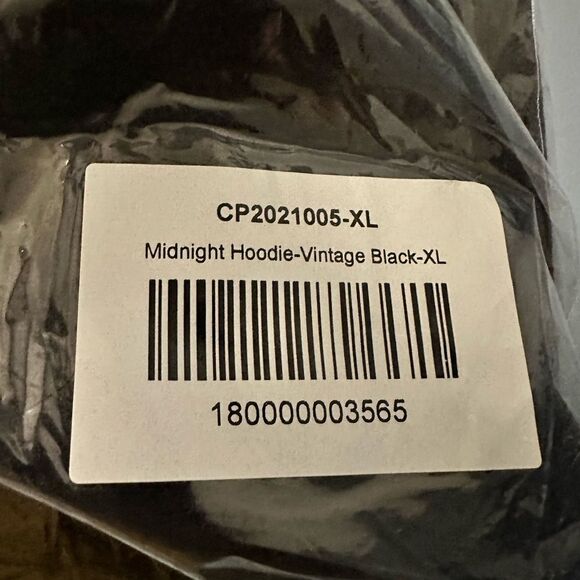 CP2021005-XL
Midnight Hoodie-Vintage Black-XL
180000003565